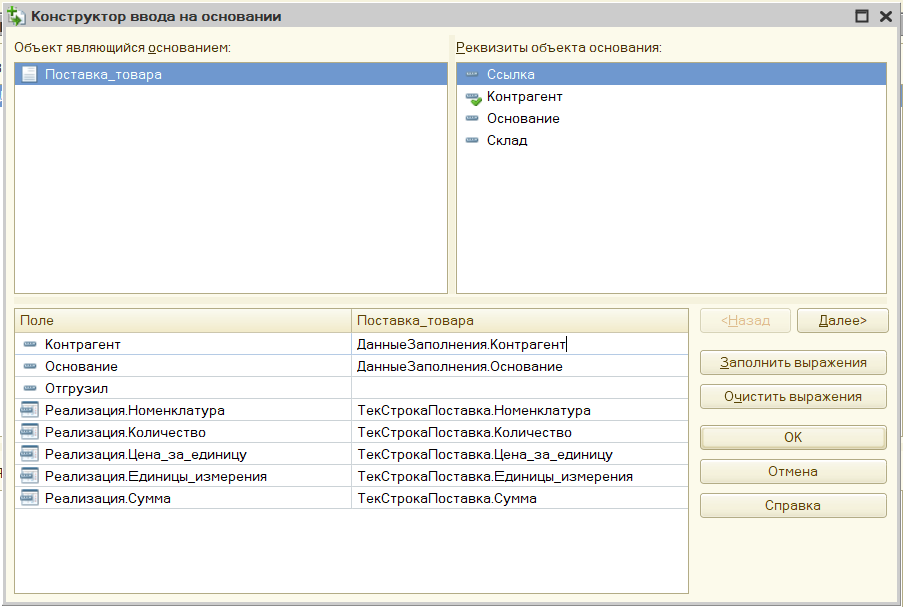 Конструктор ввода на основании
Объект являющийся основанием:
Поставка_товара
Реквизиты объекта основания:
Ссылка
Контрагент
Основание
Склад
Поле Поставка_товара
Контрагент ДанныеЗаполнения.Контрагент
Основание ДанныеЗаполнения.Основание
Отгрузил
Реализация.Номенклатура ТекСтрокаПоставка.Номенклатура
Реализация.Количество ТекСтрокаПоставка.Количество
Реализация.Цена_за_единицу ТекСтрокаПоставка.Цена_за_единицу
Реализация.Единицы_измерения ТекСтрокаПоставка.Единицы_измерения
Реализация.Сумма ТекСтрокаПоставка.Сумма
<Назад Далее>
Заполнить выражения
Очистить выражения
OK
Отмена
Справка